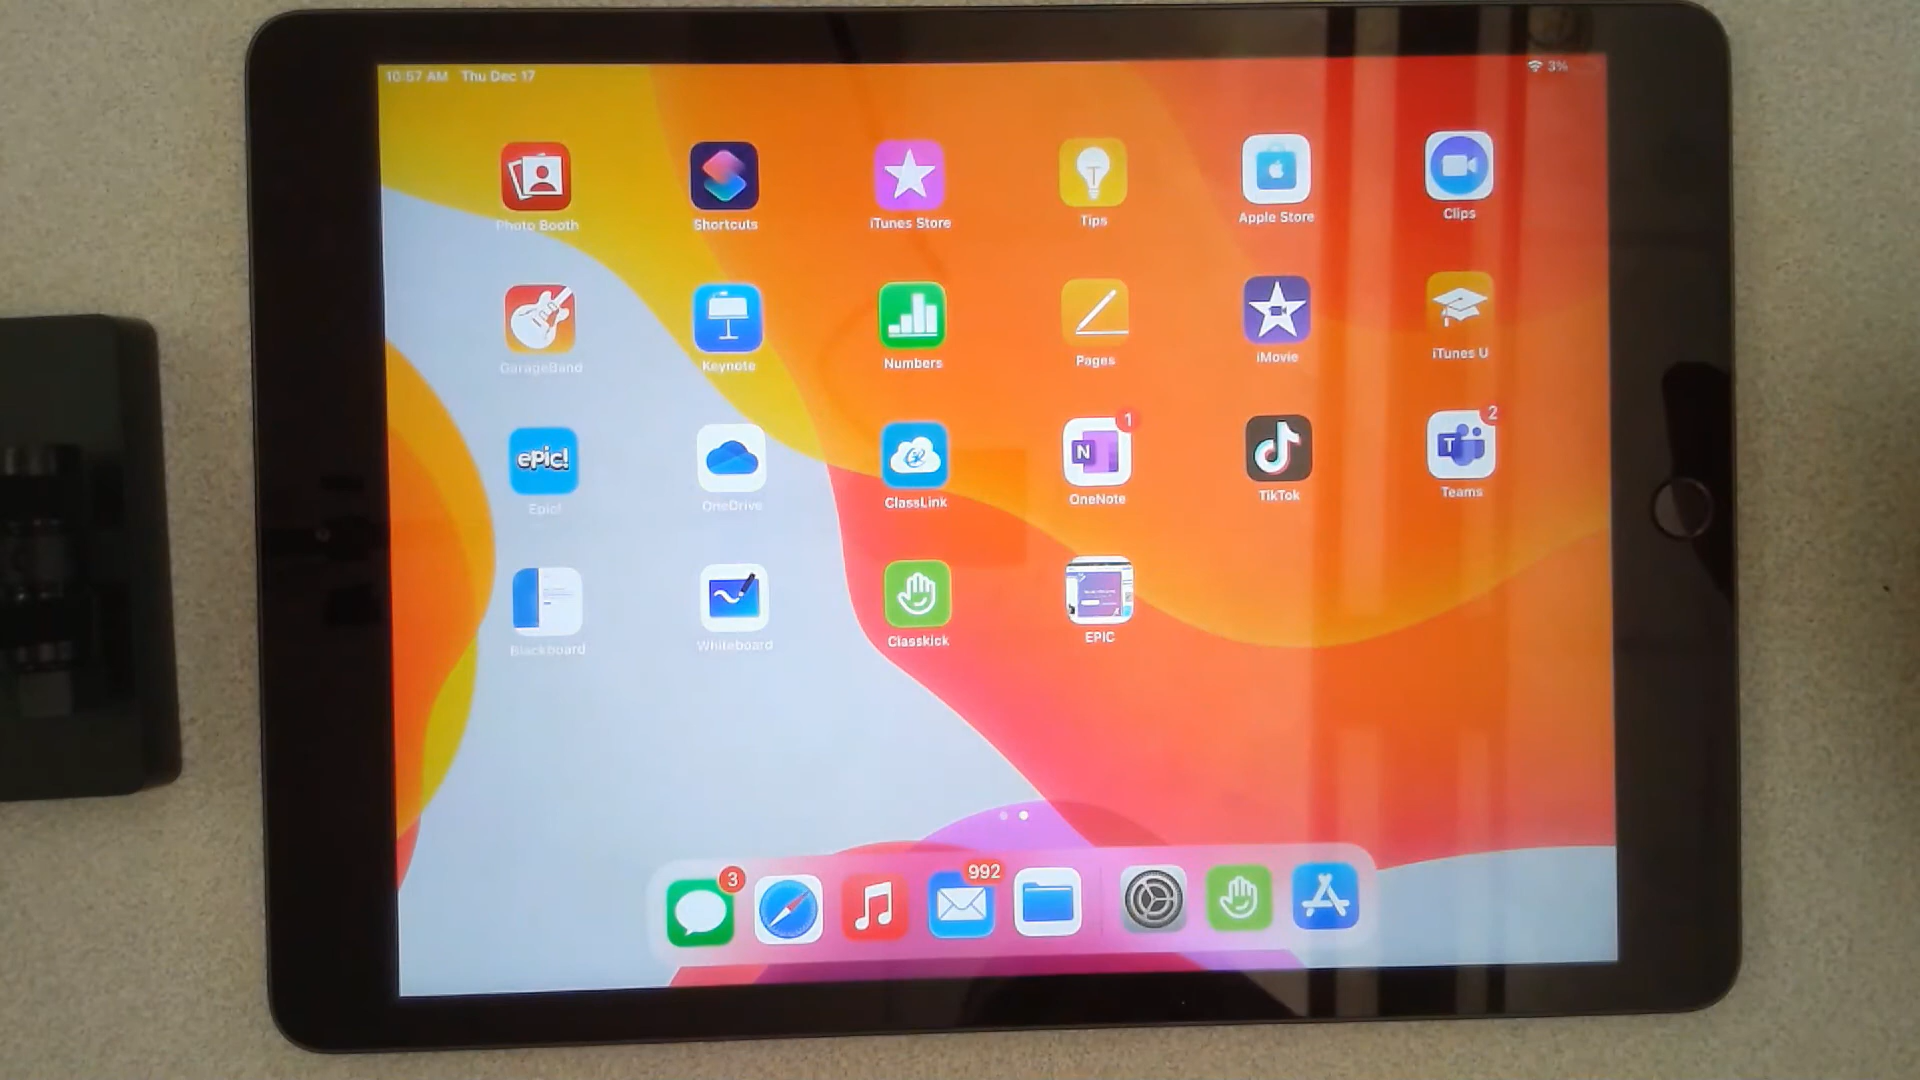 10:57 AM Thu Dec 17
3%
Photo Booth
Shortcuts
iTunes Store
Tips
Apple Store
Clips
GarageBand
Keynote
Numbers
Pages
iMovie
iTunes U
epic!
1
N
2
T
Epic!
OneDrive
ClassLink
OneNote
TikTok
Teams
Blackboard
Whiteboard
Classkick
EPIC
3
992